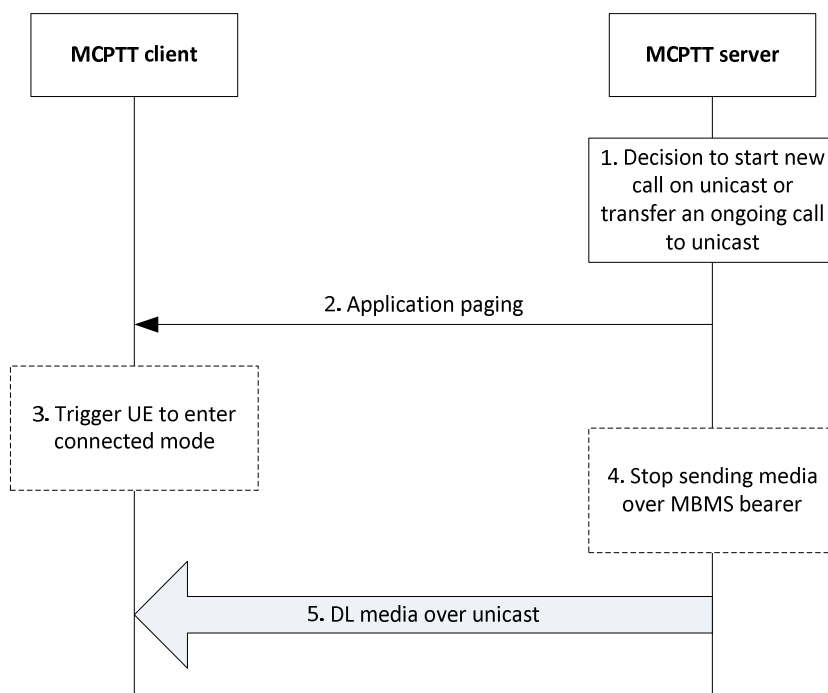 MCPTT client
MCPTT server
1. Decision to start new
call on unicast or
transfer an ongoing call
to unicast
2. Application paging
3. Trigger UE to enter
connected mode
4. Stop sending media
over MBMS bearer
5. DL media over unicast